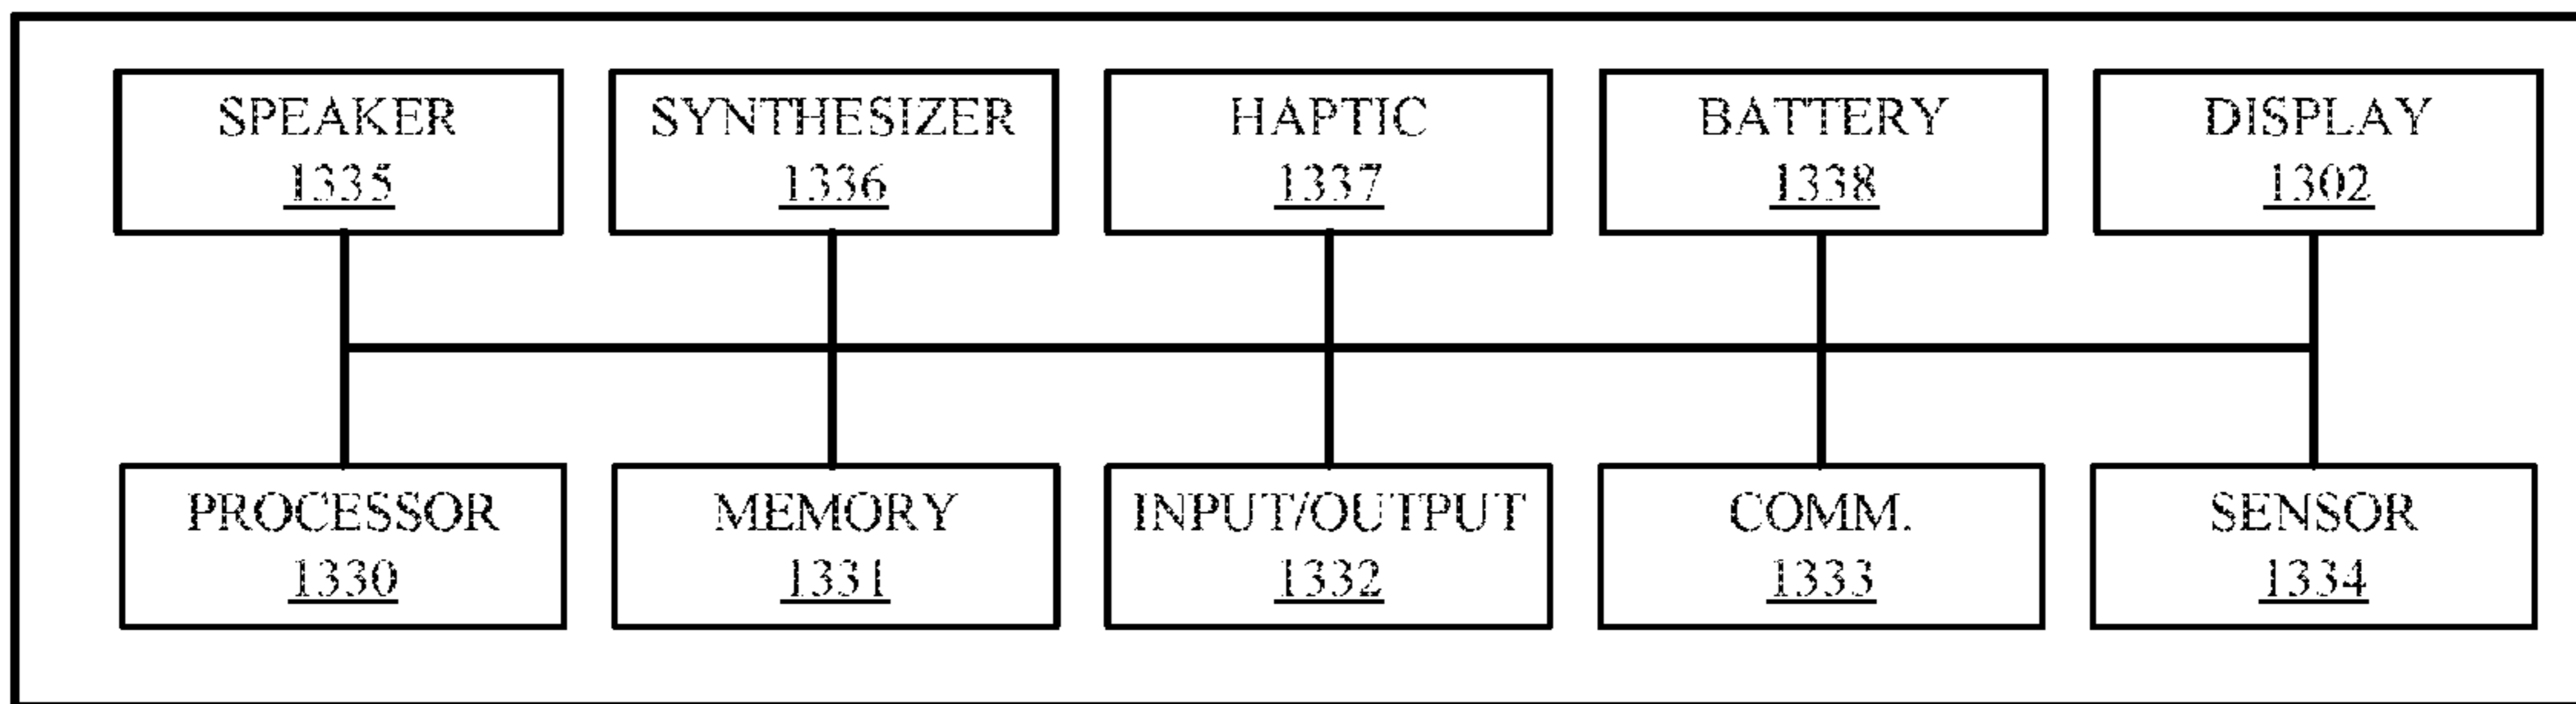 SPEAKER
1335
SYNTHESIZER
1336
HAPTIC
1337
BATTERY
1338
DISPLAY
1302
PROCESSOR
1330
MEMORY
1331
INPUT/OUTPUT
1332
COMM.
1333
SENSOR
1334